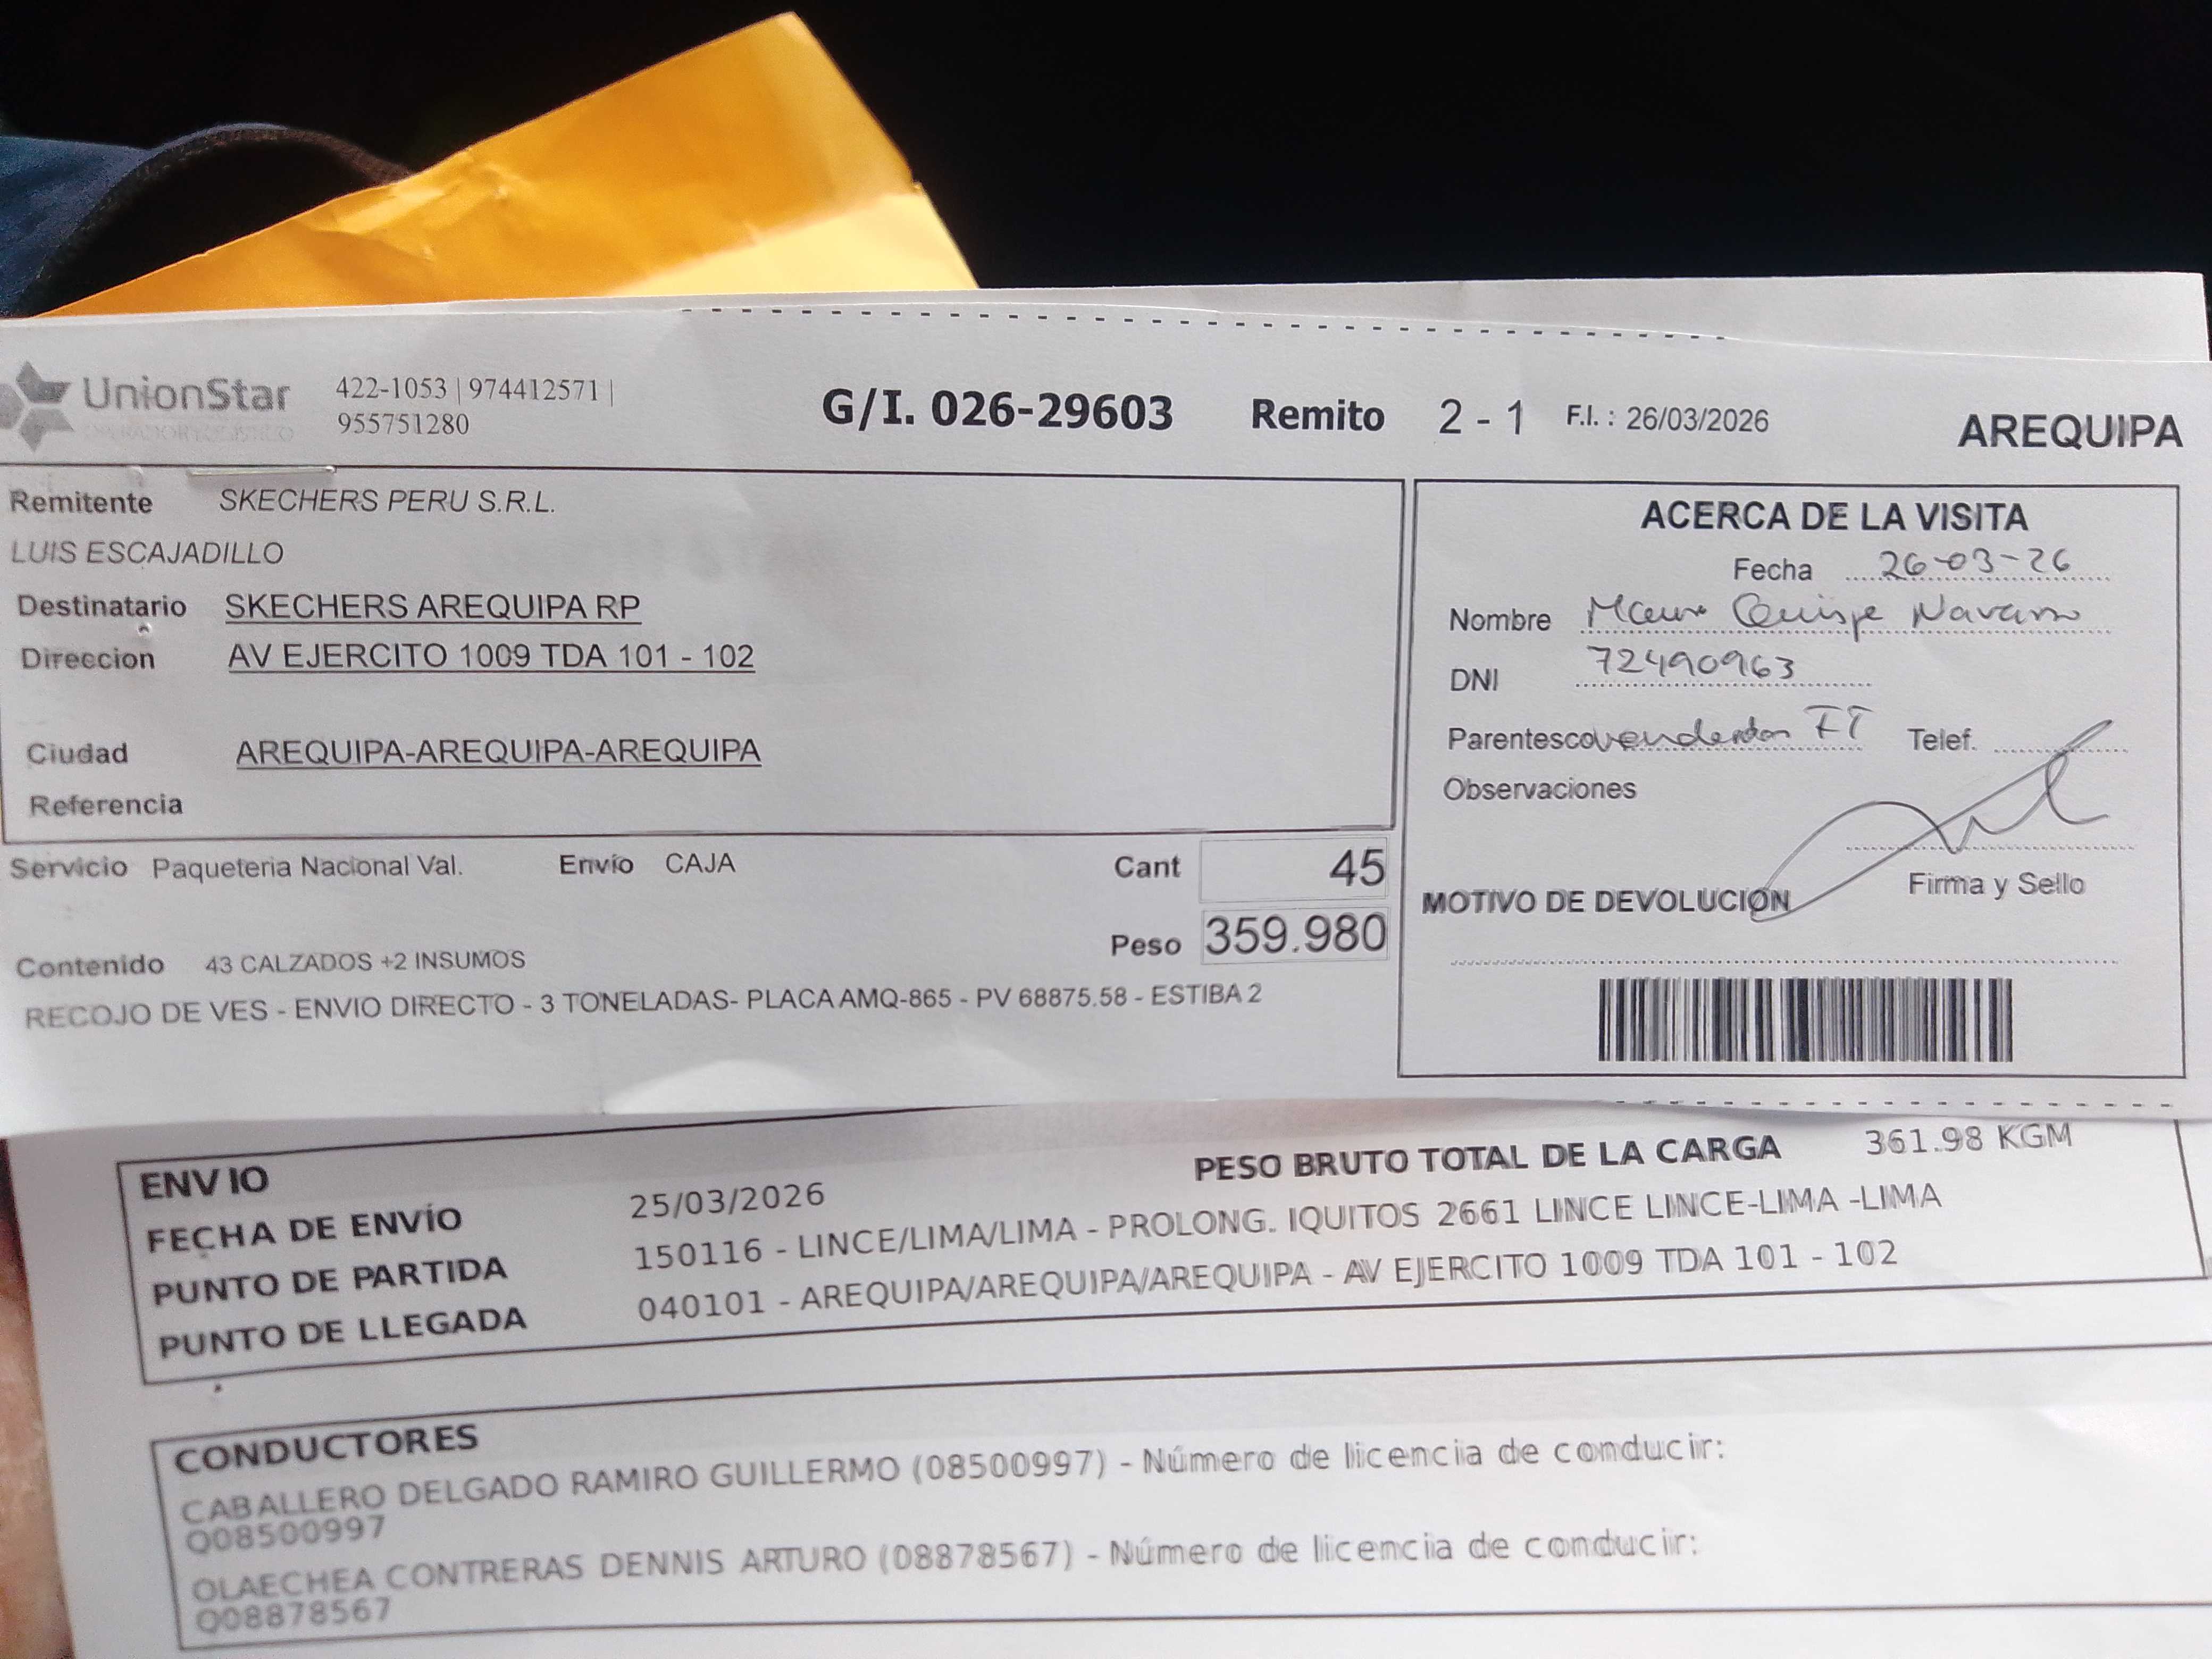 UnionStar
OPERADOR LOGISTICO
422-1053 | 974412571 |
955751280
G/I. 026-29603 Remito 2 - 1 F.I. : 26/03/2026 AREQUIPA
Remitente SKECHERS PERU S.R.L.
LUIS ESCAJADILLO
Destinatario SKECHERS AREQUIPA RP
Direccion AV EJERCITO 1009 TDA 101 - 102
Ciudad AREQUIPA-AREQUIPA-AREQUIPA
Referencia
Servicio Paqueteria Nacional Val. Envío CAJA Cant 45
Peso 359.980
Contenido 43 CALZADOS +2 INSUMOS
RECOJO DE VES - ENVIO DIRECTO - 3 TONELADAS- PLACA AMQ-865 - PV 68875.58 - ESTIBA 2
ACERCA DE LA VISITA
Fecha 26-03-26
Nombre Quispe Navarro
DNI 72490963
Parentesco FT Telef.
Observaciones
Firma y Sello
MOTIVO DE DEVOLUCIÓN
ENVIO
PESO BRUTO TOTAL DE LA CARGA 361.98 KGM
FECHA DE ENVÍO 25/03/2026
PUNTO DE PARTIDA 150116 - LINCE/LIMA/LIMA - PROLONG. IQUITOS 2661 LINCE LINCE-LIMA -LIMA
PUNTO DE LLEGADA 040101 - AREQUIPA/AREQUIPA/AREQUIPA - AV EJERCITO 1009 TDA 101 - 102
CONDUCTORES
CABALLERO DELGADO RAMIRO GUILLERMO (08500997) - Número de licencia de conducir:
Q08500997
OLAECHEA CONTRERAS DENNIS ARTURO (08878567) - Número de licencia de conducir:
Q08878567